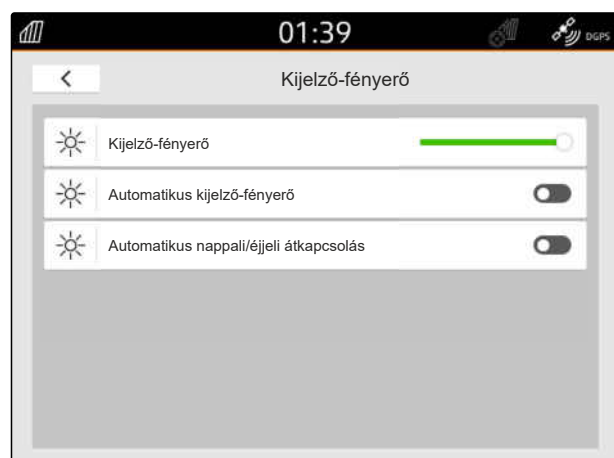 01:39
DGPS
Kijelző-fényerő
Kijelző-fényerő
Automatikus kijelző-fényerő
Automatikus nappali/éjjeli átkapcsolás